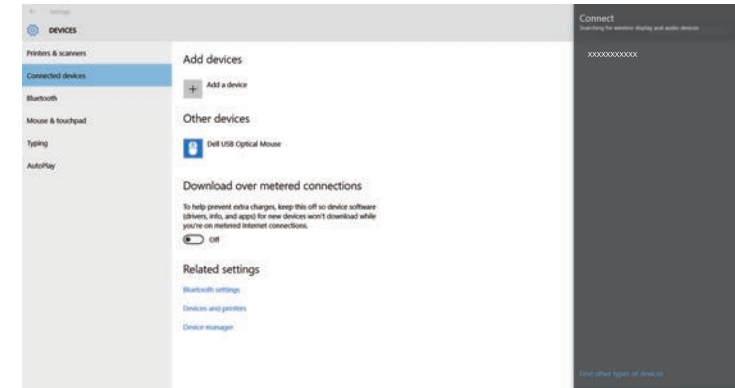 Settings
DEVICES
Printers & scanners
Connected devices
Bluetooth
Mouse & touchpad
Typing
AutoPlay
Add devices
+ Add a device
Other devices
Dell USB Optical Mouse
Download over metered connections
To help prevent extra charges, keep this off so device software
(drivers, info, and apps) for new devices won't download while
you're on metered Internet connections.
Off
Related settings
Bluetooth settings
Devices and printers
Device manager
Connect
Searching for wireless display and audio devices
xxxxxxxxxxx
Find other types of devices